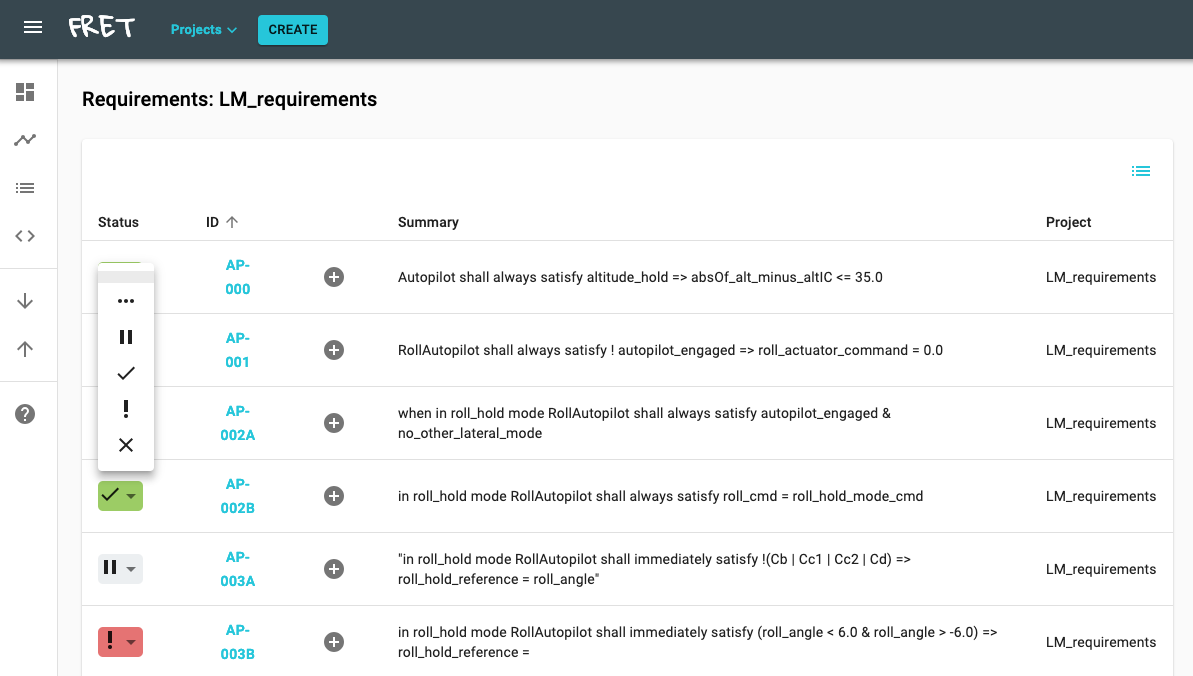 FRET
Projects
CREATE
Requirements: LM_requirements
Status
ID
Summary
Project
AP-
000
Autopilot shall always satisfy altitude_hold => absOf_alt_minus_altIC <= 35.0
LM_requirements
AP-
001
RollAutopilot shall always satisfy ! autopilot_engaged => roll_actuator_command = 0.0
LM_requirements
AP-
002A
when in roll_hold mode RollAutopilot shall always satisfy autopilot_engaged &
no_other_lateral_mode
LM_requirements
AP-
002B
in roll_hold mode RollAutopilot shall always satisfy roll_cmd = roll_hold_mode_cmd
LM_requirements
AP-
003A
"in roll_hold mode RollAutopilot shall immediately satisfy !(Cb | Cc1 | Cc2 | Cd) =>
roll_hold_reference = roll_angle"
LM_requirements
AP-
003B
in roll_hold mode RollAutopilot shall immediately satisfy (roll_angle < 6.0 & roll_angle > -6.0) =>
roll_hold_reference =
LM_requirements